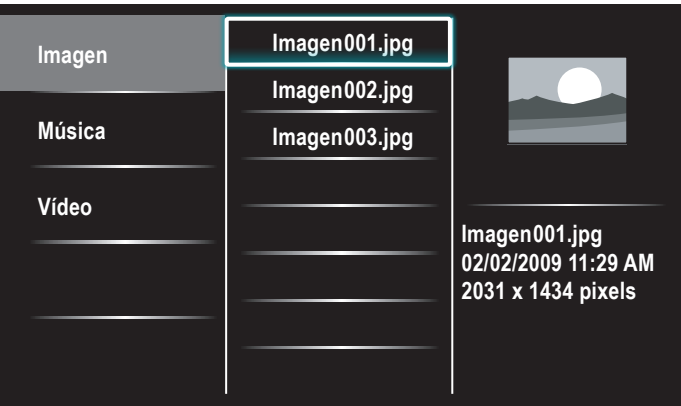 Imagen
Música
Vídeo
Imagen001.jpg
Imagen002.jpg
Imagen003.jpg
Imagen001.jpg
02/02/2009 11:29 AM
2031 x 1434 pixels